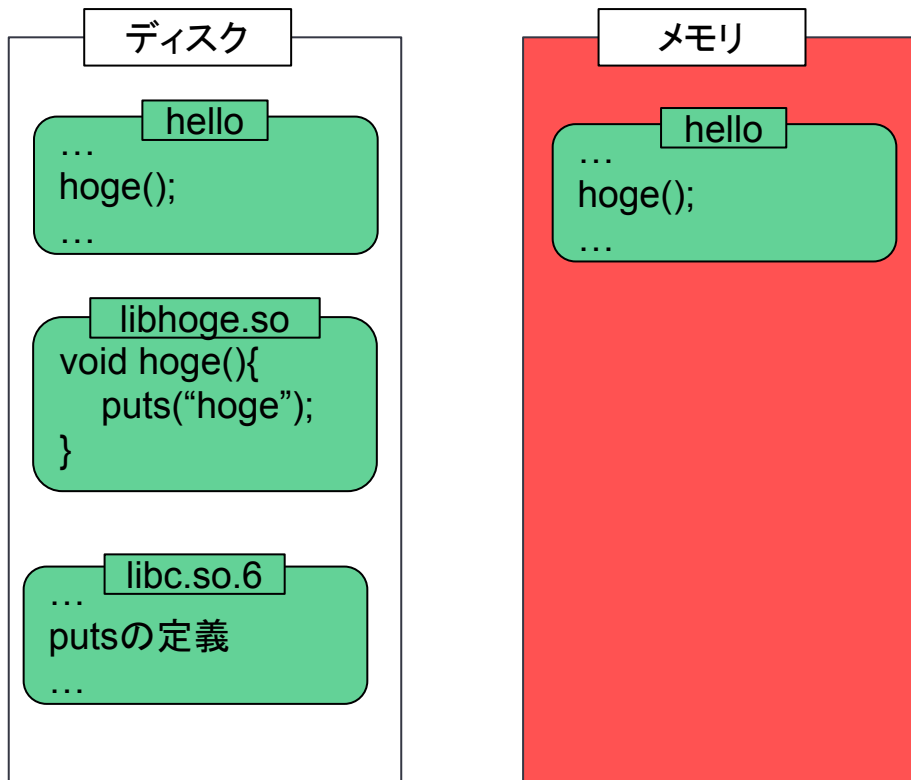 ディスク
hello
…
hoge();
…
libhoge.so
void hoge(){
puts(“hoge”);
}
libc.so.6
…
putsの定義
…
メモリ
hello
…
hoge();
…